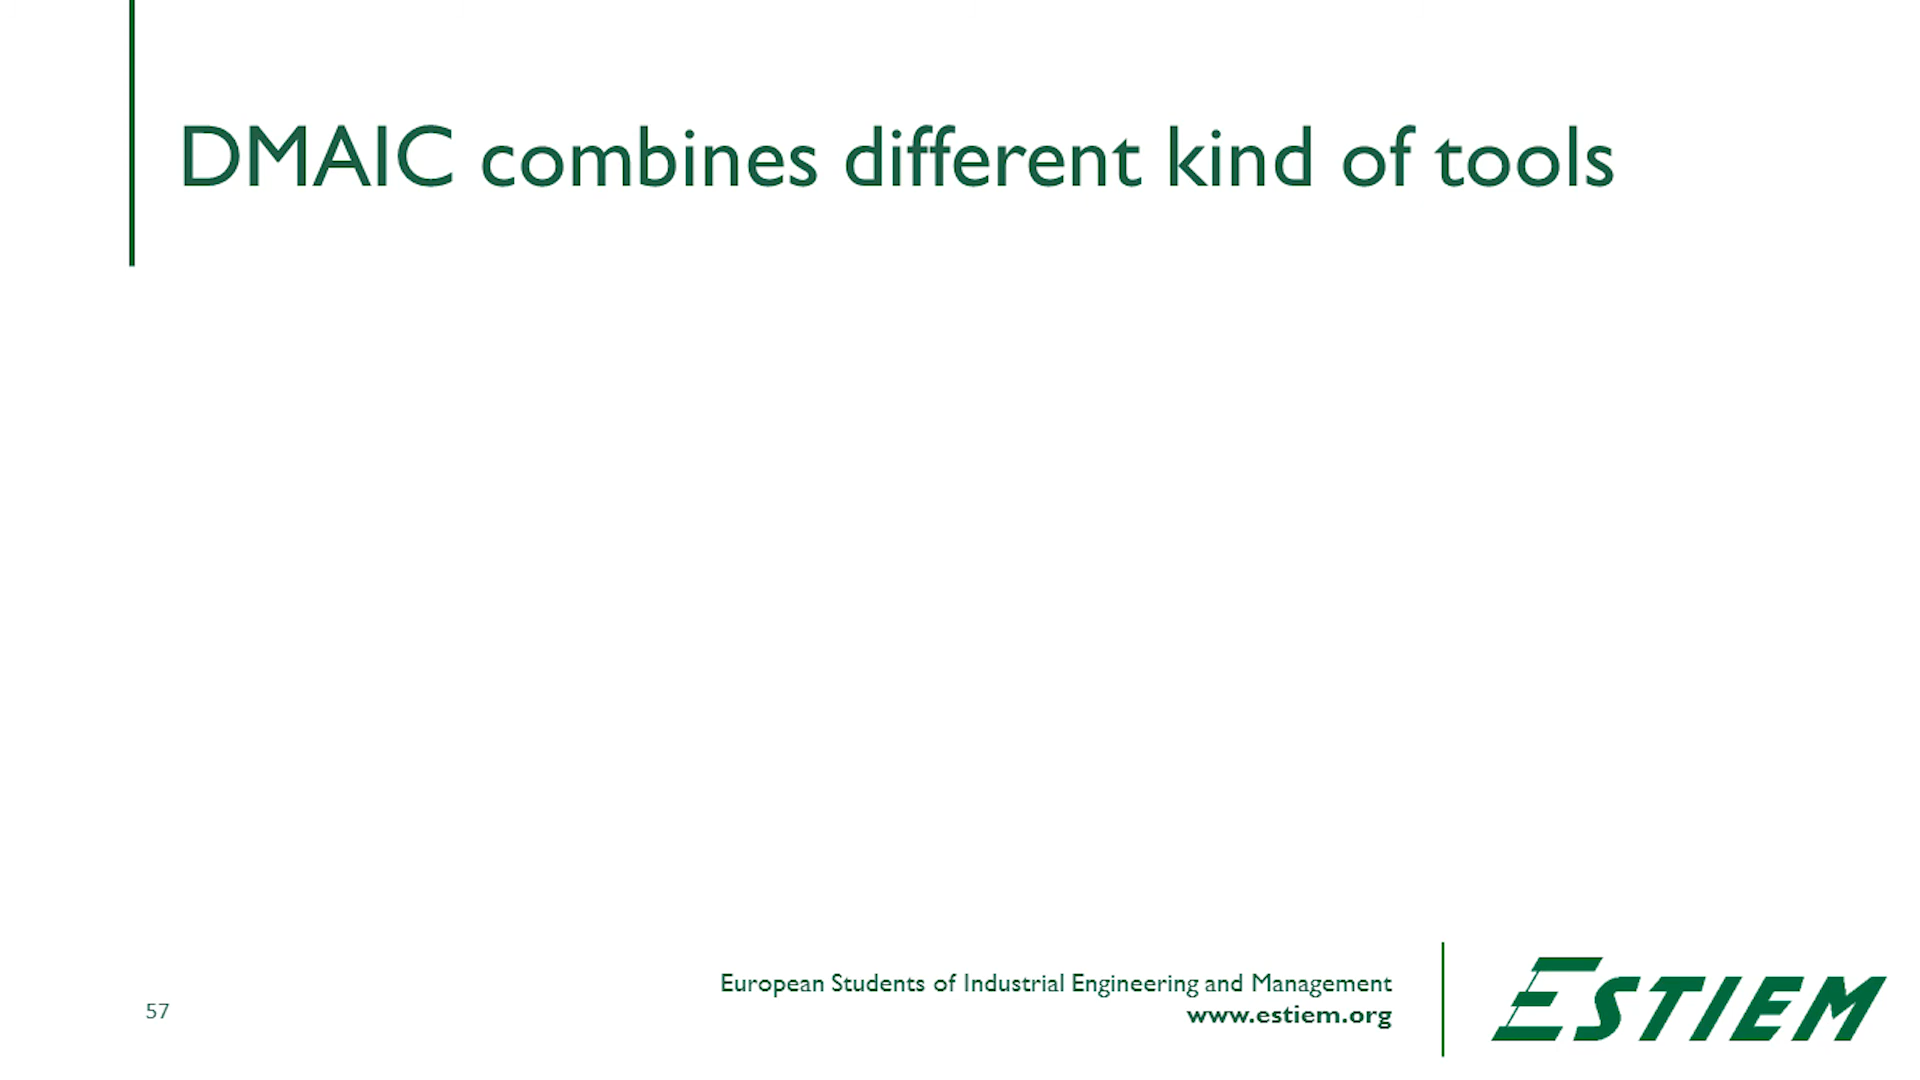 DMAIC combines different kind of tools
European Students of Industrial Engineering and Management
www.estiem.org
57
ESTIEM